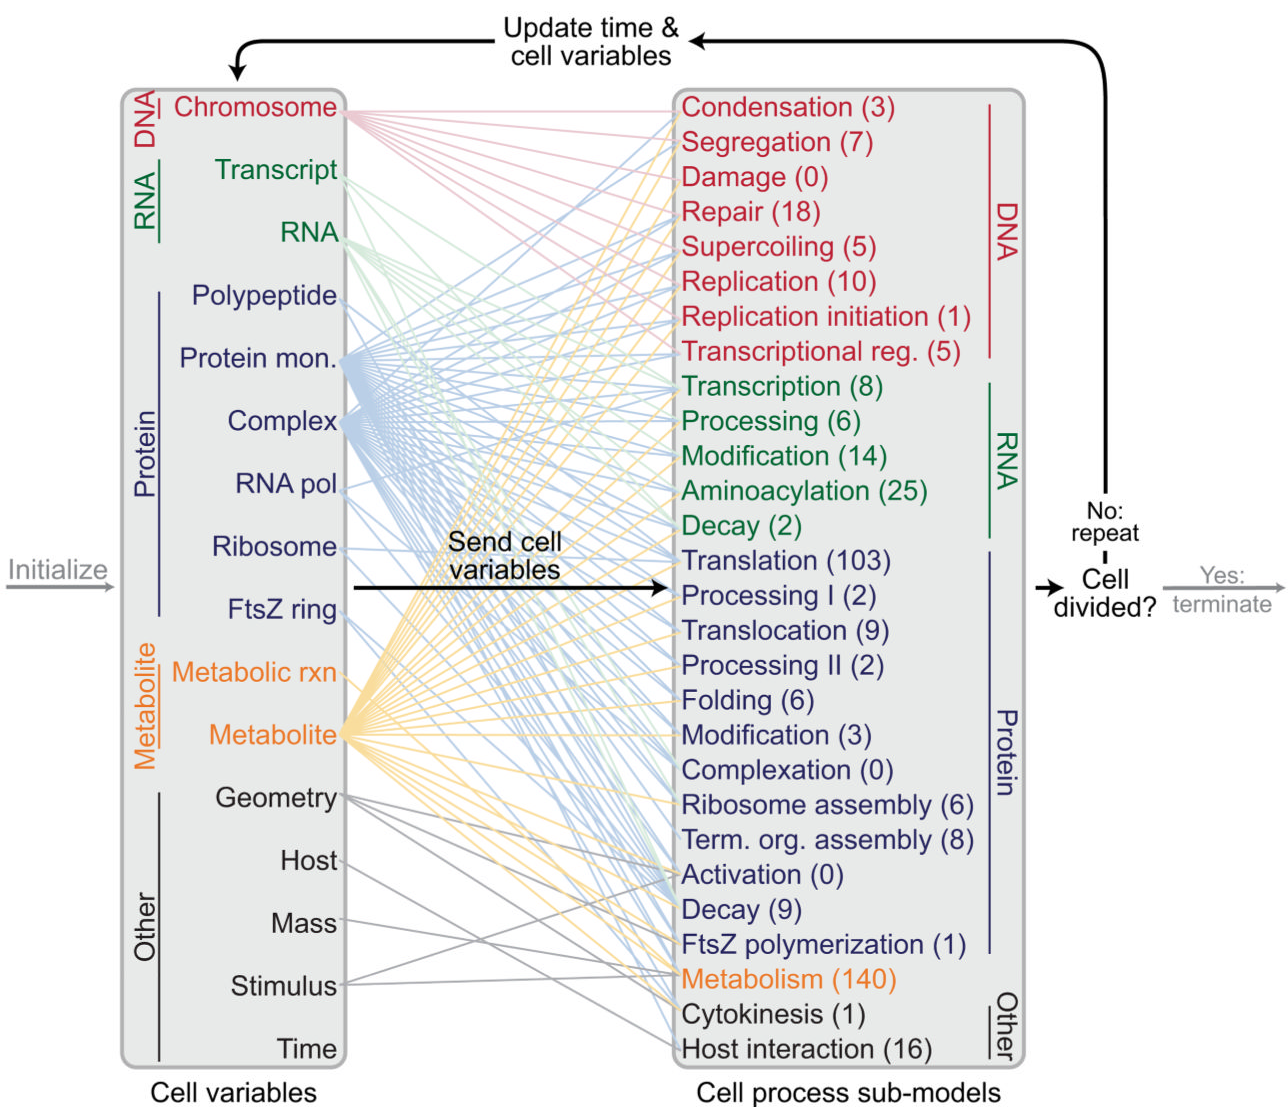 Update time &
cell variables
DNA
Chromosome
RNA
Transcript
RNA
Protein
Polypeptide
Protein mon.
Complex
RNA pol
Ribosome
FtsZ ring
Metabolite
Metabolic rxn
Metabolite
Other
Geometry
Host
Mass
Stimulus
Time
Cell variables
Initialize
Send cell
variables
Condensation (3)
Segregation (7)
Damage (0)
Repair (18)
Supercoiling (5)
Replication (10)
Replication initiation (1)
Transcriptional reg. (5)
DNA
Transcription (8)
Processing (6)
Modification (14)
Aminoacylation (25)
Decay (2)
RNA
Translation (103)
Processing I (2)
Translocation (9)
Processing II (2)
Folding (6)
Modification (3)
Complexation (0)
Ribosome assembly (6)
Term. org. assembly (8)
Activation (0)
Decay (9)
FtsZ polymerization (1)
Protein
Metabolism (140)
Cytokinesis (1)
Host interaction (16)
Other
Cell process sub-models
No:
repeat
Cell
divided?
Yes:
terminate